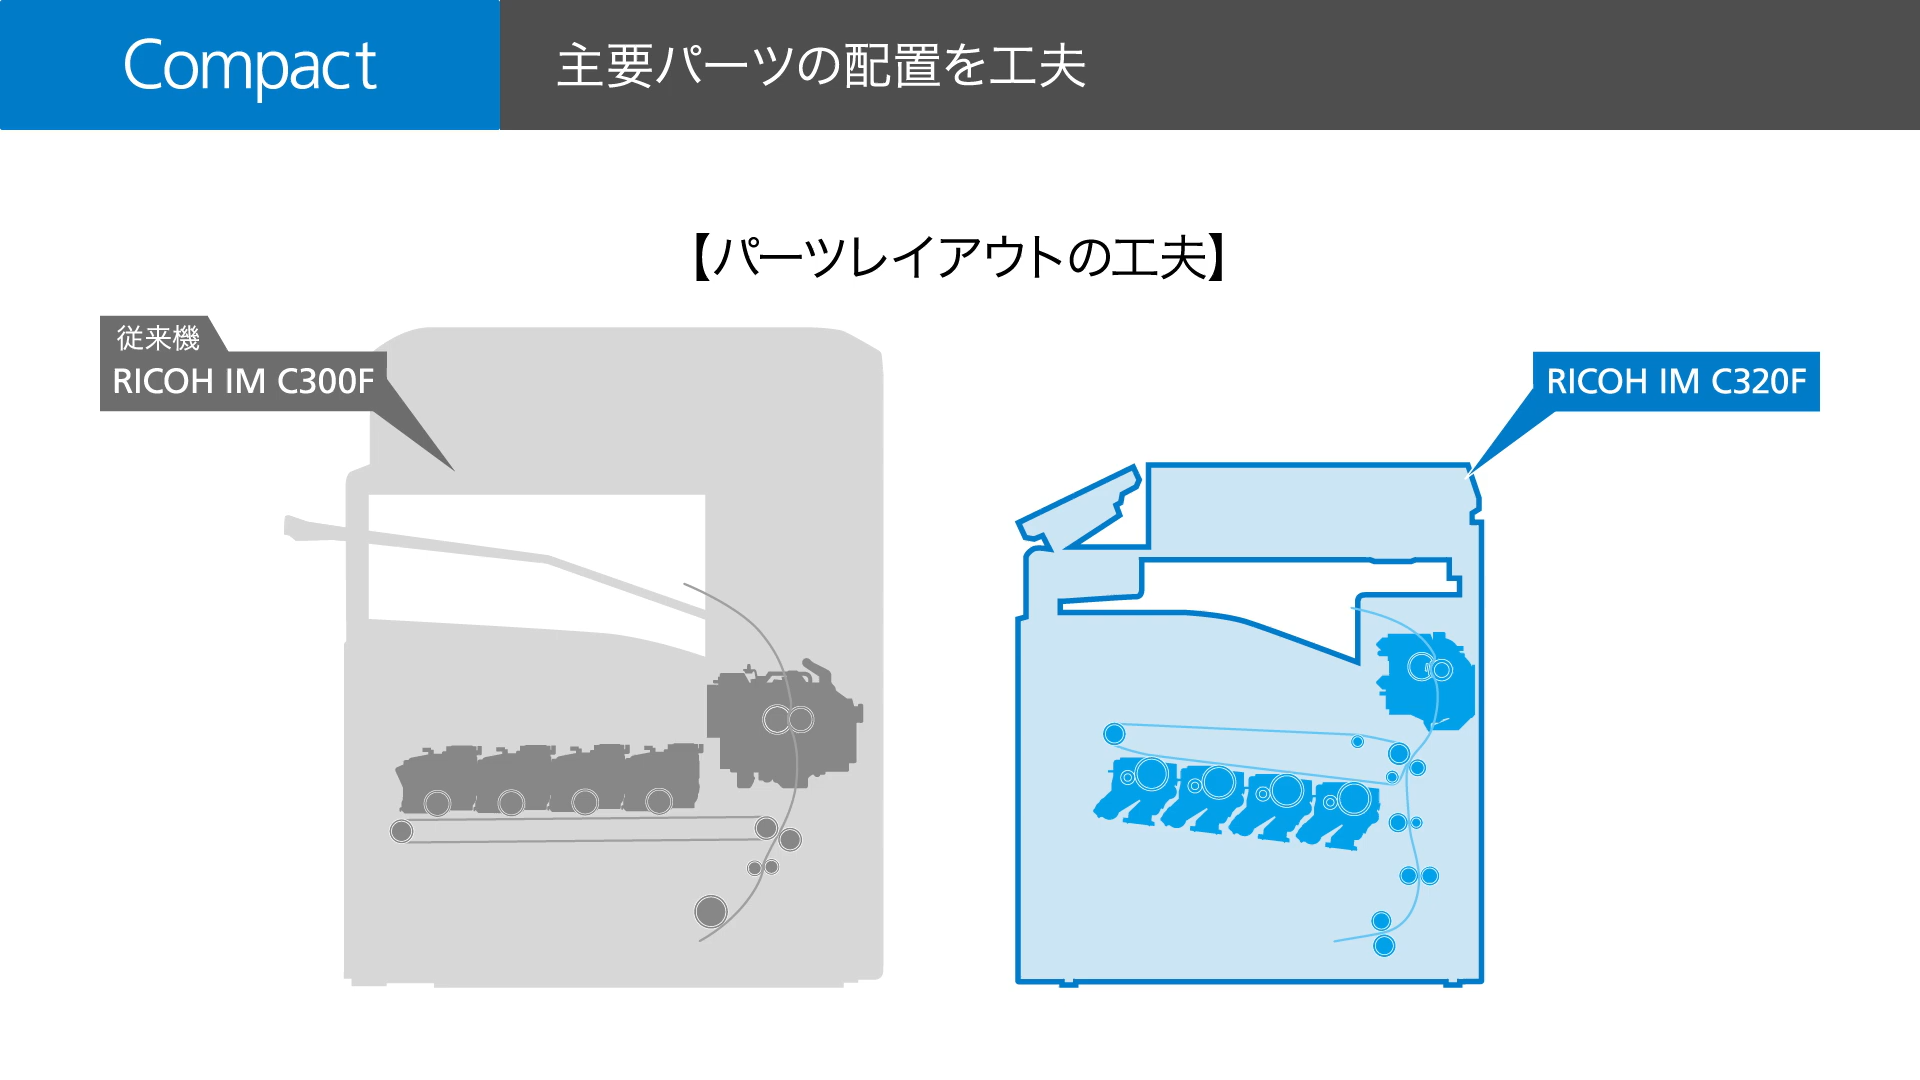 Compact
主要パーツの配置を工夫
【パーツレイアウトの工夫】
従来機
RICOH IM C300F
RICOH IM C320F